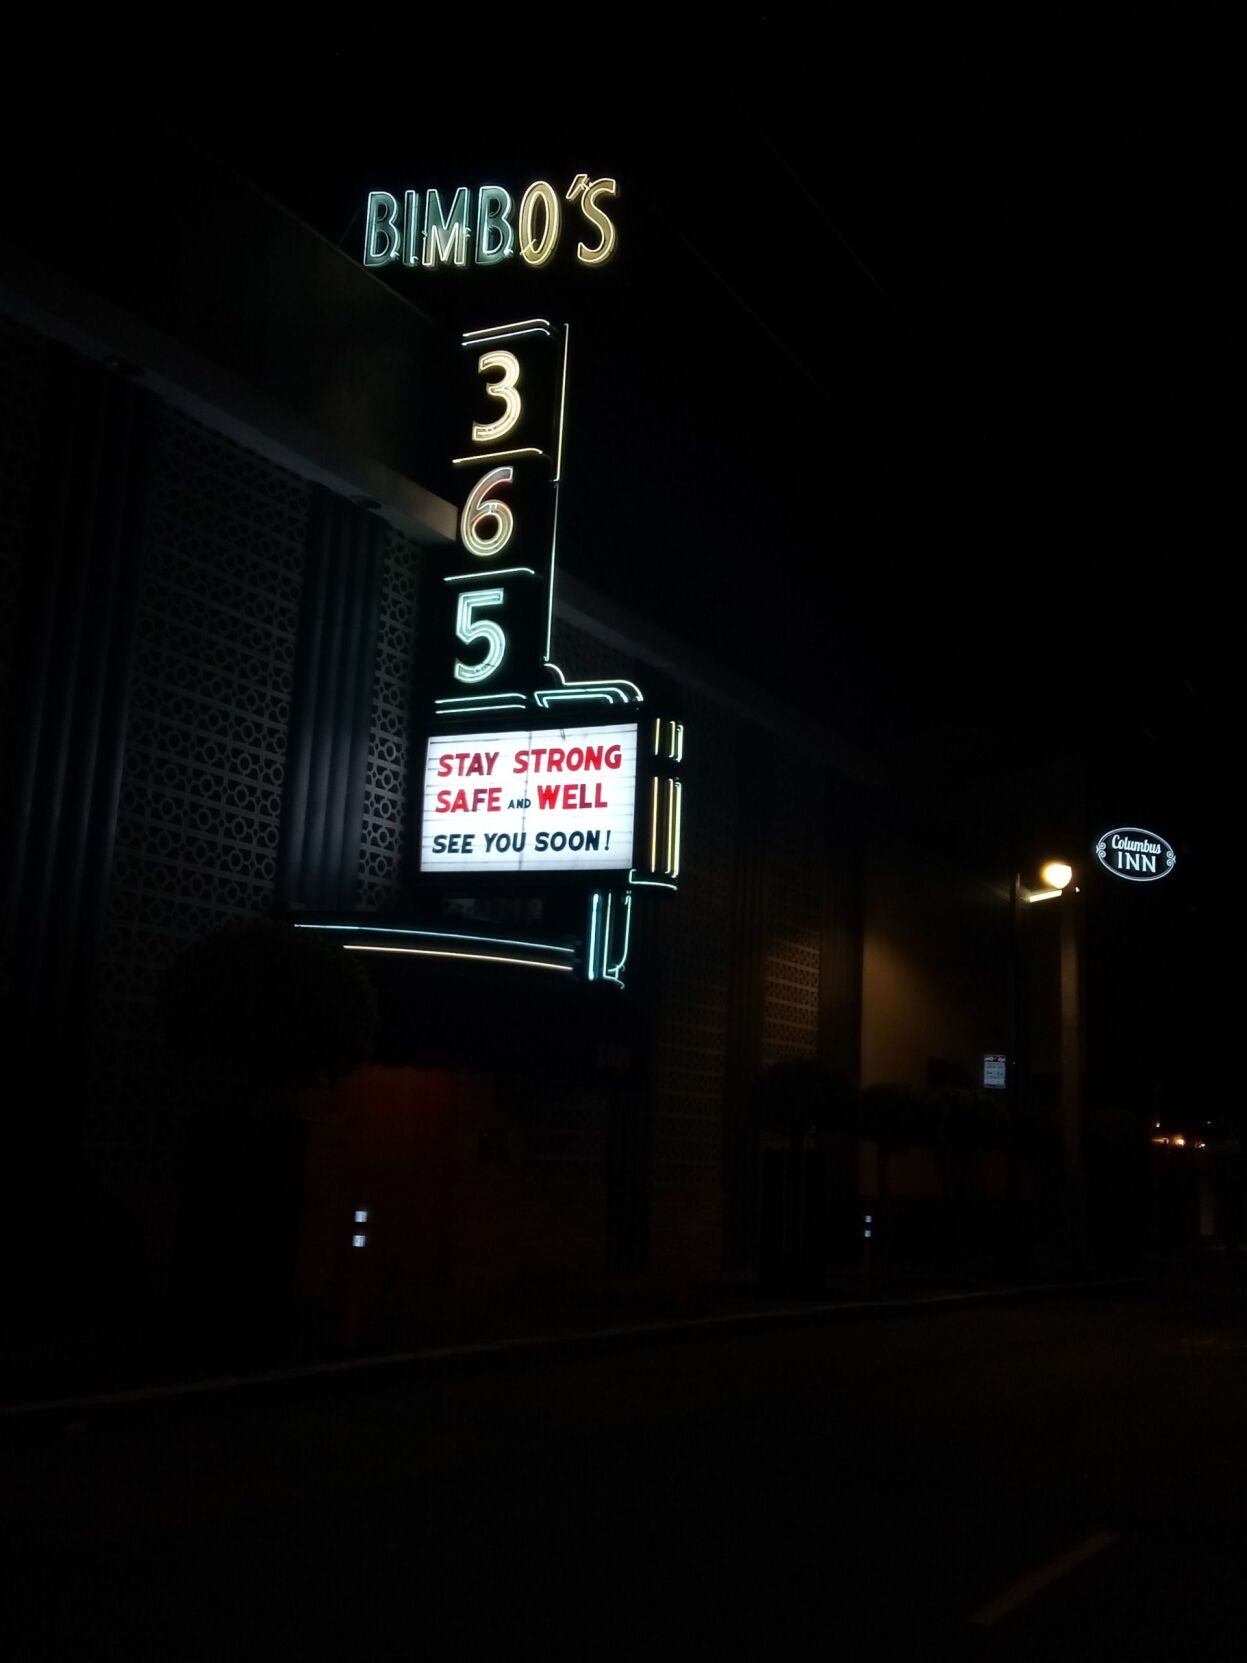 BIMBO'S
3
6
5
STAY STRONG
SAFE AND WELL
SEE YOU SOON!
Columbus
INN